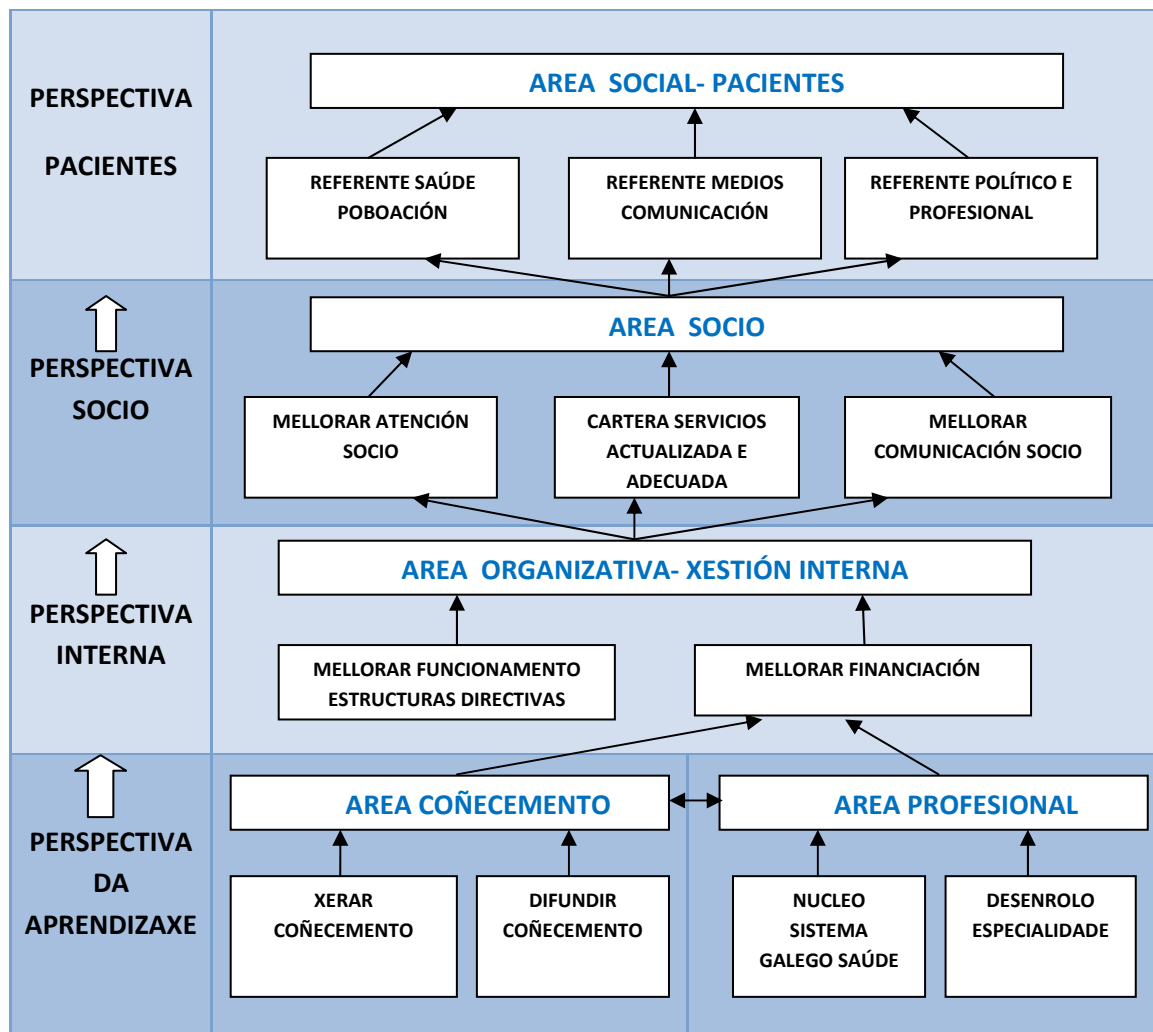 PERSPECTIVA
PACIENTES
AREA  SOCIAL- PACIENTES
REFERENTE SAÚDE
POBOACIÓN
REFERENTE MEDIOS
COMUNICACIÓN
REFERENTE POLÍTICO E
PROFESIONAL
PERSPECTIVA
SOCIO
AREA  SOCIO
MELLORAR ATENCIÓN
SOCIO
CARTERA SERVICIOS
ACTUALIZADA E
ADECUADA
MELLORAR
COMUNICACIÓN SOCIO
PERSPECTIVA
INTERNA
AREA  ORGANIZATIVA- XESTIÓN INTERNA
MELLORAR FUNCIONAMENTO
ESTRUCTURAS DIRECTIVAS
MELLORAR FINANCIACIÓN
PERSPECTIVA
DA
APRENDIZAXE
AREA COÑECEMENTO
AREA PROFESIONAL
XERAR
COÑECEMENTO
DIFUNDIR
COÑECEMENTO
NUCLEO
SISTEMA
GALEGO SAÚDE
DESENROLO
ESPECIALIDADE